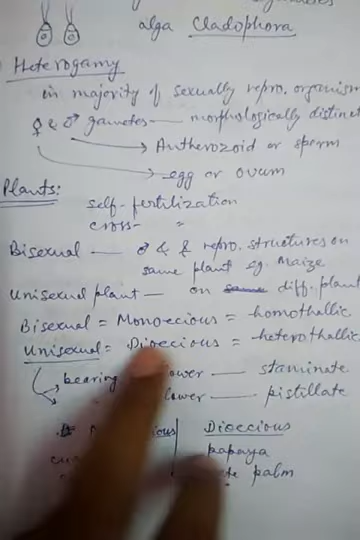 alga Cladophora
Heterogamy
in majority of sexually repro. organism
♀ & ♂ gametes — morphologically distinct
→ Antherozoid or sperm
→ egg or ovum
Plants:
self-fertilization
cross- "
Bisexual — ♂ & ♀ repro. structures on
same plant eg. Maize
Unisexual plant — on same diff. plant
Bisexual = Monoecious = homothallic
Unisexual = Dioecious = heterothallic
bearing lower — staminate
lower — pistillate
Dioecious
papaya
palm